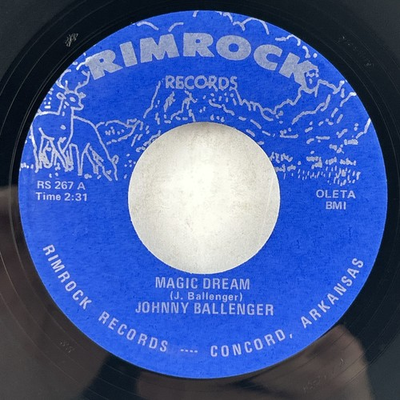 RIMROCK
RECORDS
RS 267 A
Time 2:31
OLETA
BMI
MAGIC DREAM
(J. Ballenger)
JOHNNY BALLENGER
RIMROCK RECORDS .... CONCORD, ARKANSAS